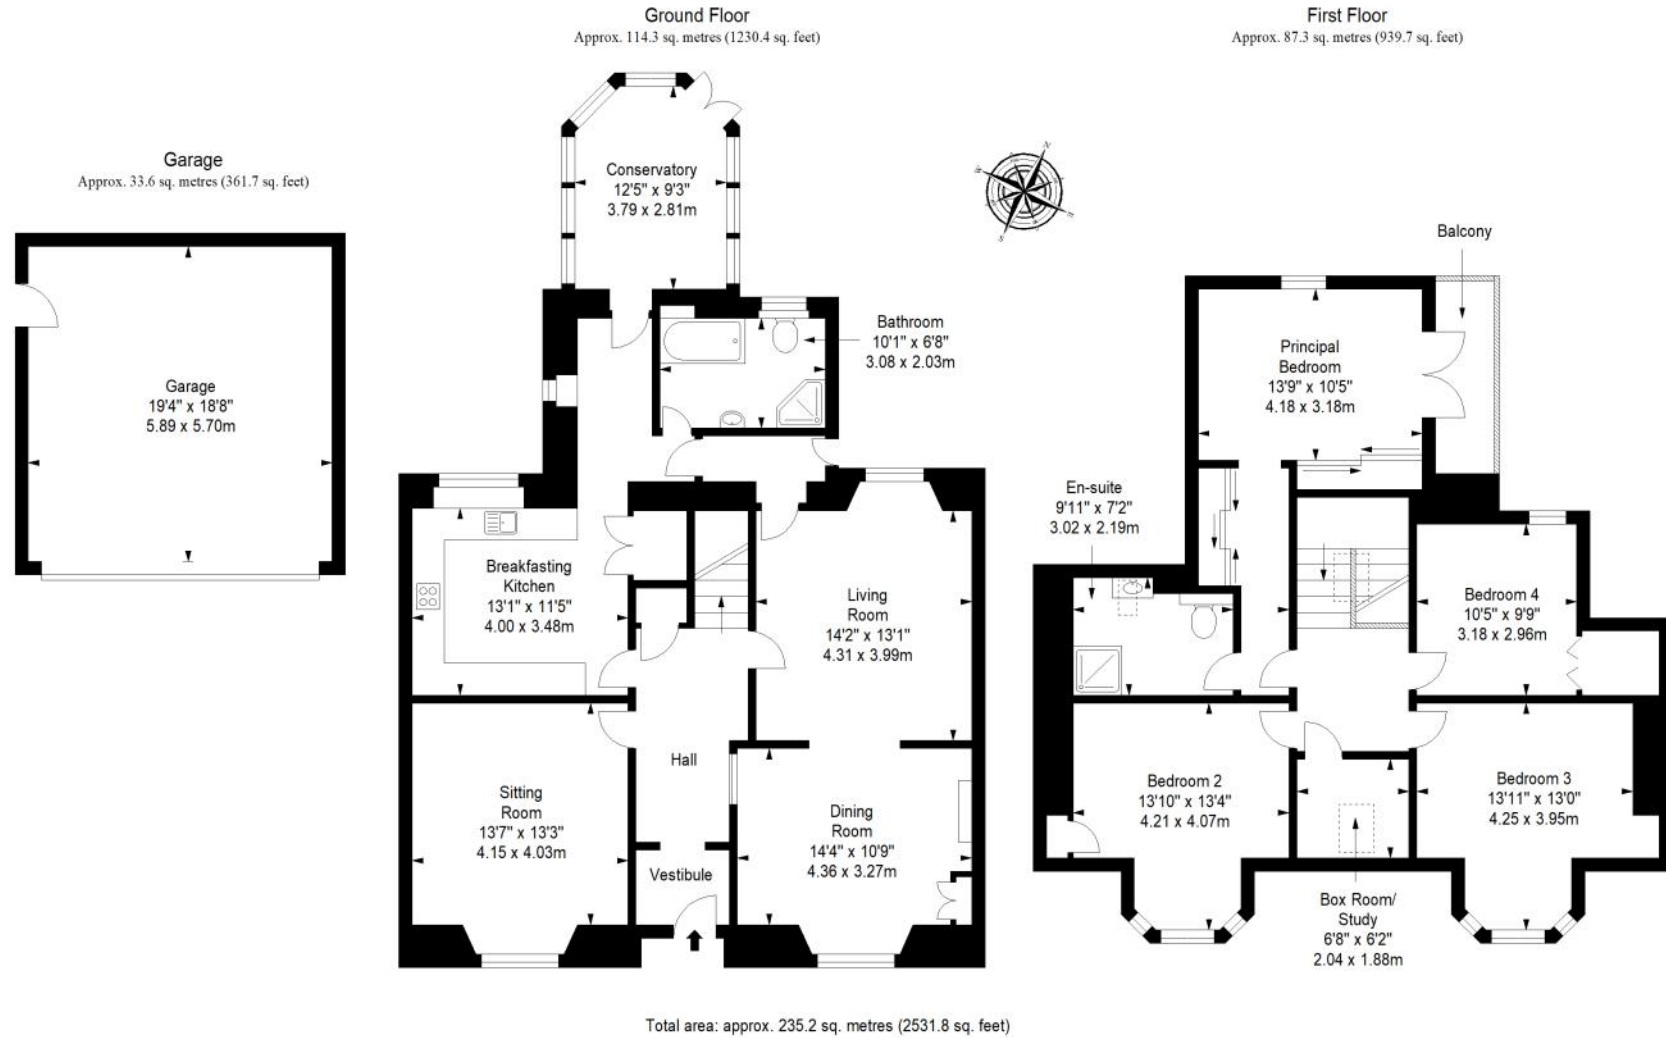 Ground Floor
Approx. 114.3 sq. metres (1230.4 sq. feet)
First Floor
Approx. 87.3 sq. metres (939.7 sq. feet)
Garage
Approx. 33.6 sq. metres (361.7 sq. feet)
Garage
19'4" x 18'8"
5.89 x 5.70m
Conservatory
12'5" x 9'3"
3.79 x 2.81m
Bathroom
10'1" x 6'8"
3.08 x 2.03m
Breakfasting
Kitchen
13'1" x 11'5"
4.00 x 3.48m
Living
Room
14'2" x 13'1"
4.31 x 3.99m
Hall
Sitting
Room
13'7" x 13'3"
4.15 x 4.03m
Dining
Room
14'4" x 10'9"
4.36 x 3.27m
Vestibule
N
E
S
W
Balcony
Principal
Bedroom
13'9" x 10'5"
4.18 x 3.18m
En-suite
9'11" x 7'2"
3.02 x 2.19m
Bedroom 4
10'5" x 9'9"
3.18 x 2.96m
Bedroom 2
13'10" x 13'4"
4.21 x 4.07m
Bedroom 3
13'11" x 13'0"
4.25 x 3.95m
Box Room/
Study
6'8" x 6'2"
2.04 x 1.88m
Total area: approx. 235.2 sq. metres (2531.8 sq. feet)